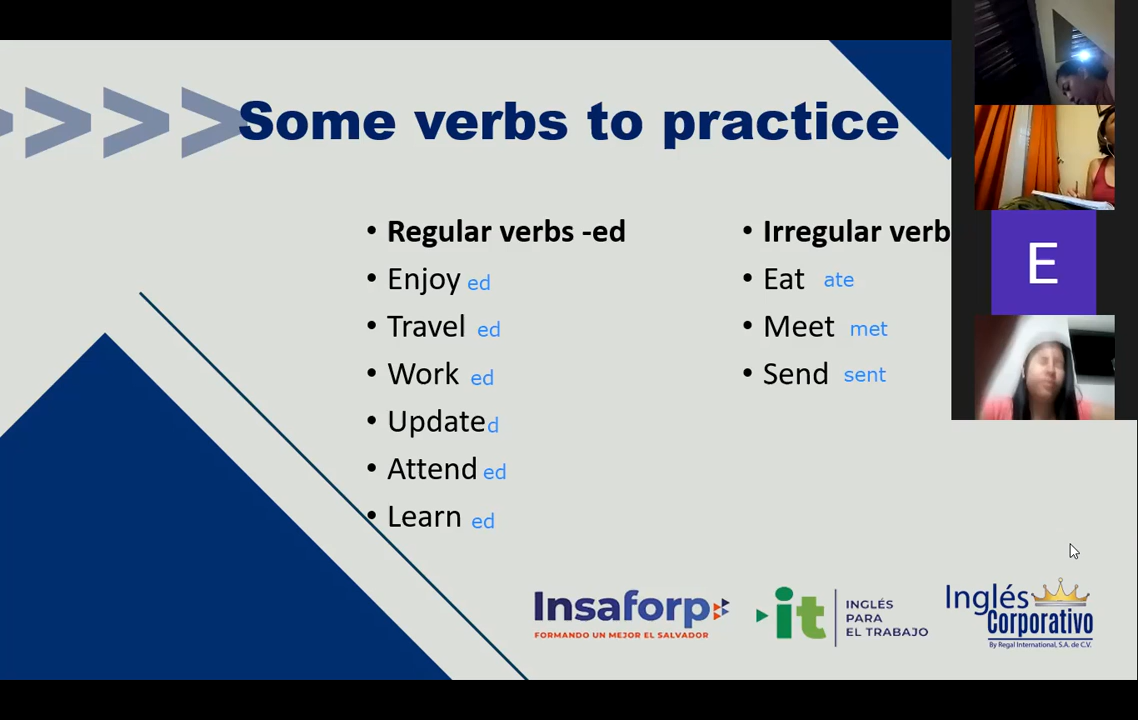 >>>> Some verbs to practice
• Regular verbs -ed
• Enjoy ed
• Travel ed
• Work ed
• Updated
• Attend ed
• Learn ed
• Irregular verb
• Eat ate
• Meet met
• Send sent
E
Insaforp
FORMANDO UN MEJOR EL SALVADOR
it
INGLÉS
PARA
EL TRABAJO
Inglés
Corporativo
By Regal International, S.A. de C.V.